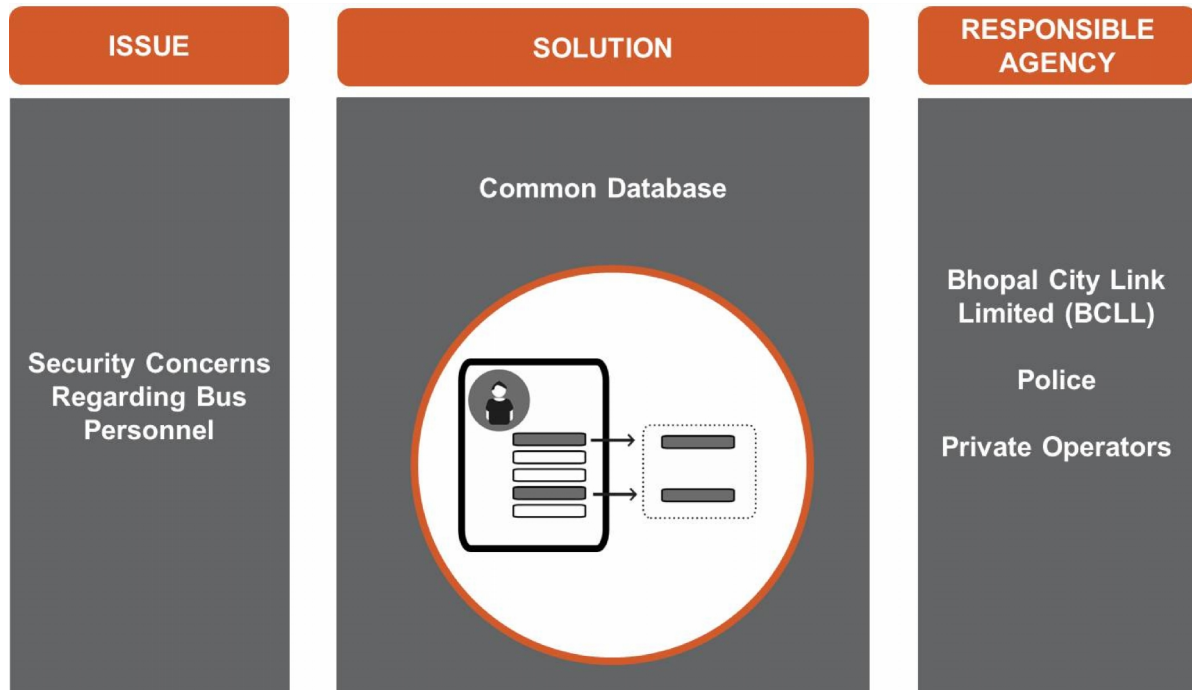 ISSUE
SOLUTION
RESPONSIBLE
AGENCY
Security Concerns
Regarding Bus
Personnel
Common Database
Bhopal City Link
Limited (BCLL)
Police
Private Operators